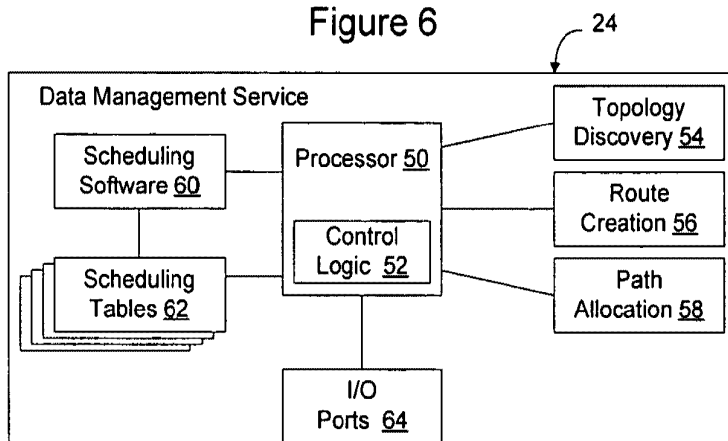 Figure 6
24
Data Management Service
Scheduling
Software 60
Processor 50
Control
Logic 52
Scheduling
Tables 62
I/O
Ports 64
Topology
Discovery 54
Route
Creation 56
Path
Allocation 58